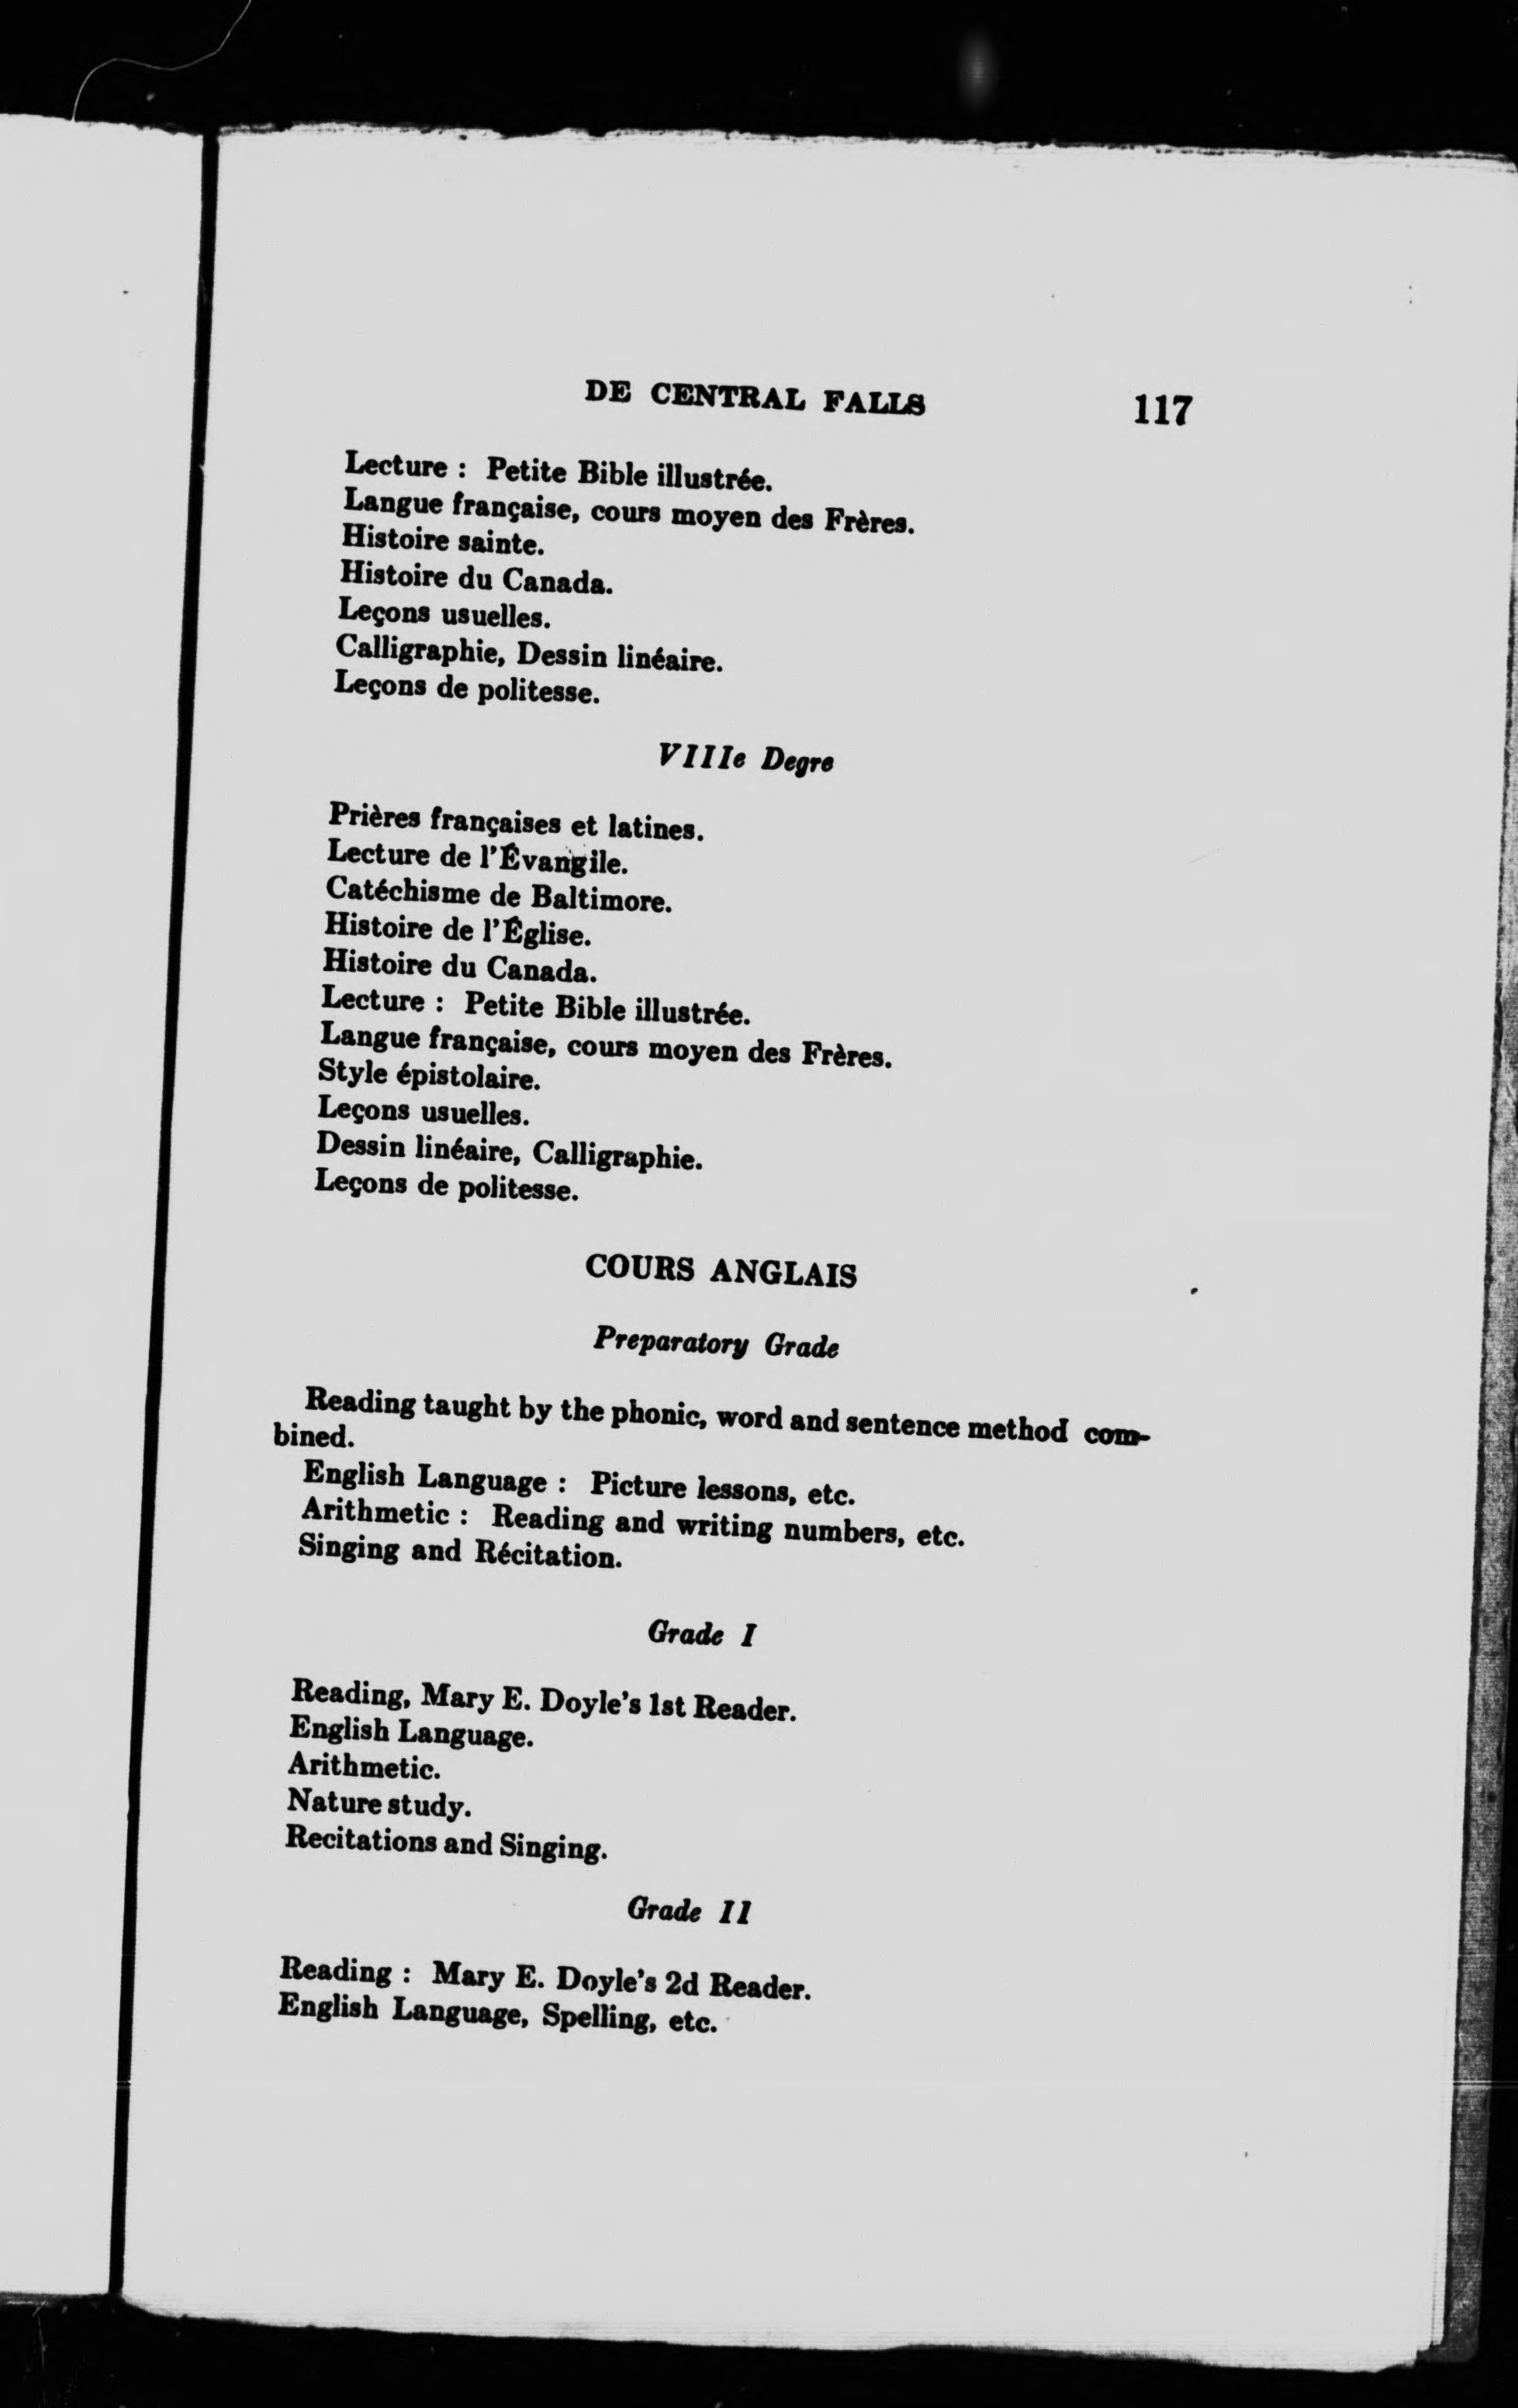 DE CENTRAL FALLS 117
Lecture : Petite Bible illustrée.
Langue française, cours moyen des Frères.
Histoire sainte.
Histoire du Canada.
Leçons usuelles.
Calligraphie, Dessin linéaire.
Leçons de politesse.
VIIIe Degre
Prières françaises et latines.
Lecture de l'Évangile.
Catéchisme de Baltimore.
Histoire de l'Église.
Histoire du Canada.
Lecture : Petite Bible illustrée.
Langue française, cours moyen des Frères.
Style épistolaire.
Leçons usuelles.
Dessin linéaire, Calligraphie.
Leçons de politesse.
COURS ANGLAIS
Preparatory Grade
Reading taught by the phonic, word and sentence method com-
bined.
English Language : Picture lessons, etc.
Arithmetic : Reading and writing numbers, etc.
Singing and Récitation.
Grade I
Reading, Mary E. Doyle's 1st Reader.
English Language.
Arithmetic.
Nature study.
Recitations and Singing.
Grade II
Reading : Mary E. Doyle's 2d Reader.
English Language, Spelling, etc.